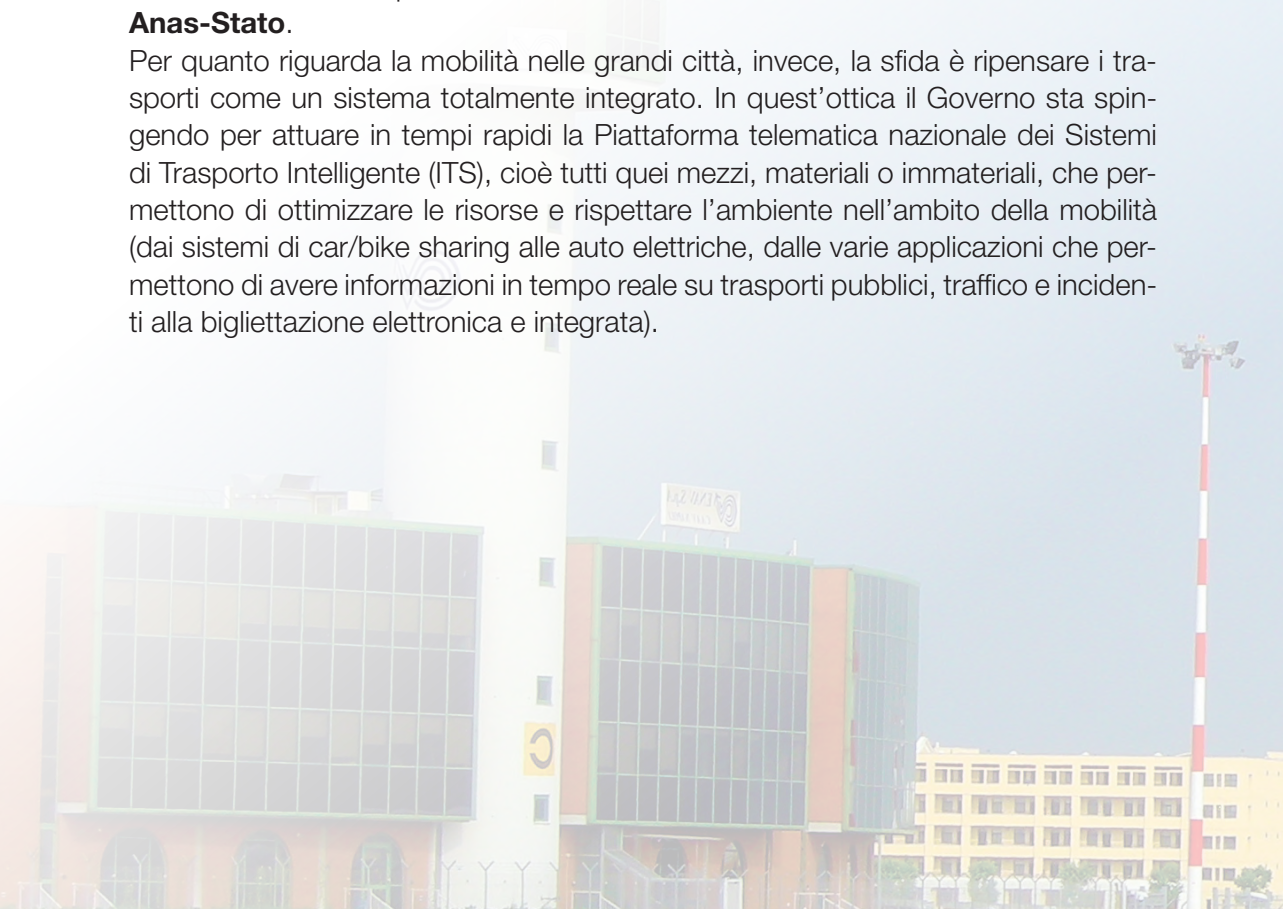 Anas-Stato.
Per quanto riguarda la mobilità nelle grandi città, invece, la sfida è ripensare i tra-
sporti come un sistema totalmente integrato. In quest'ottica il Governo sta spin-
gendo per attuare in tempi rapidi la Piattaforma telematica nazionale dei Sistemi
di Trasporto Intelligente (ITS), cioè tutti quei mezzi, materiali o immateriali, che per-
mettono di ottimizzare le risorse e rispettare l'ambiente nell'ambito della mobilità
(dai sistemi di car/bike sharing alle auto elettriche, dalle varie applicazioni che per-
mettono di avere informazioni in tempo reale su trasporti pubblici, traffico e inciden-
ti alla bigliettazione elettronica e integrata).
ENAV S.p.A.
C